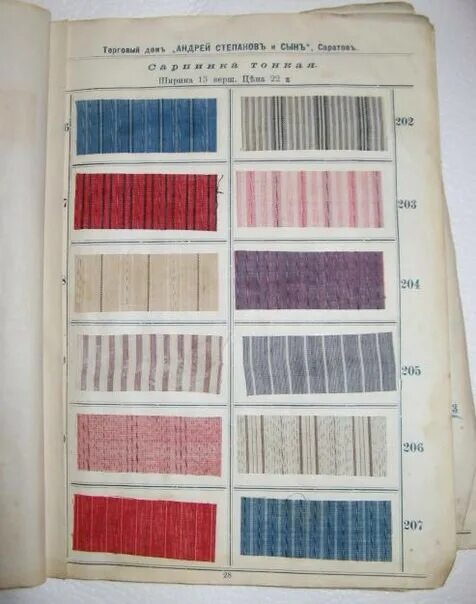 Торговый домъ „АНДРЕЙ СТЕПАНОВЪ и СЫНЪ", Саратовъ.
Сарпинка тонкая.
Ширина 15 верш. Цѣна 22 к
202
203
204
205
206
207
28